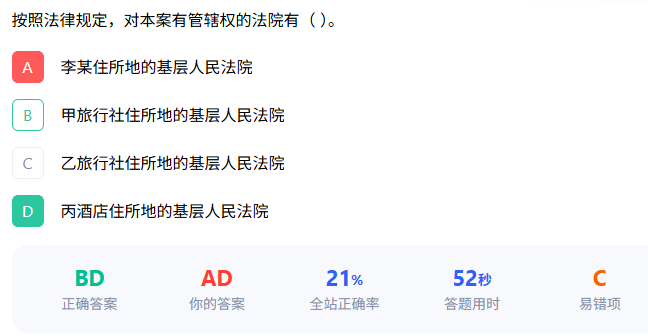 按照法律规定，对本案有管辖权的法院有（ ）。
A 李某住所地的基层人民法院
B 甲旅行社住所地的基层人民法院
C 乙旅行社住所地的基层人民法院
D 丙酒店住所地的基层人民法院
BD AD 21% 52秒 C
正确答案 你的答案 全站正确率 答题用时 易错项